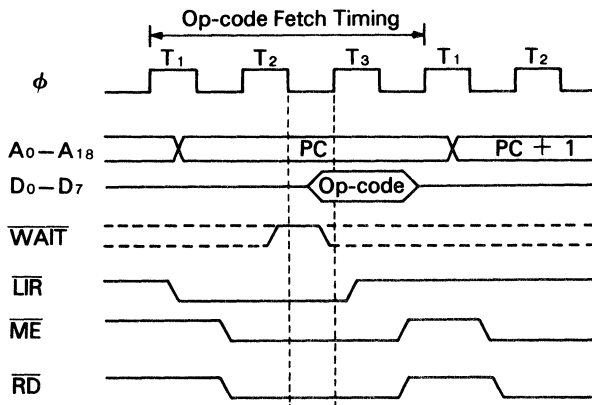 Op-code Fetch Timing
T1 T2 T3 T1 T2
φ
A0–A18 PC PC + 1
D0–D7 Op-code
WAIT
LIR
ME
RD